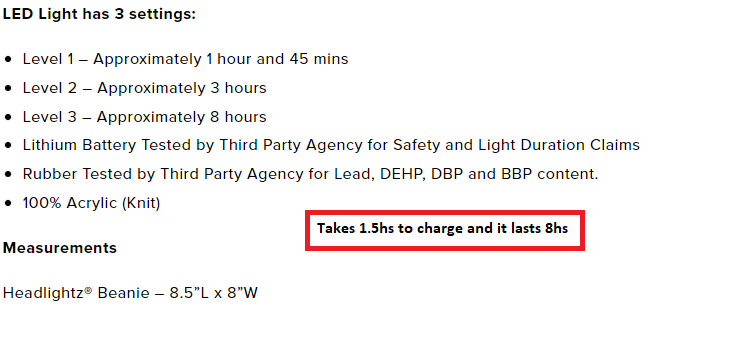 LED Light has 3 settings:
Level 1 – Approximately 1 hour and 45 mins
Level 2 – Approximately 3 hours
Level 3 – Approximately 8 hours
Lithium Battery Tested by Third Party Agency for Safety and Light Duration Claims
Rubber Tested by Third Party Agency for Lead, DEHP, DBP and BBP content.
100% Acrylic (Knit)
Takes 1.5hs to charge and it lasts 8hs
Measurements
Headlightz® Beanie – 8.5”L x 8”W